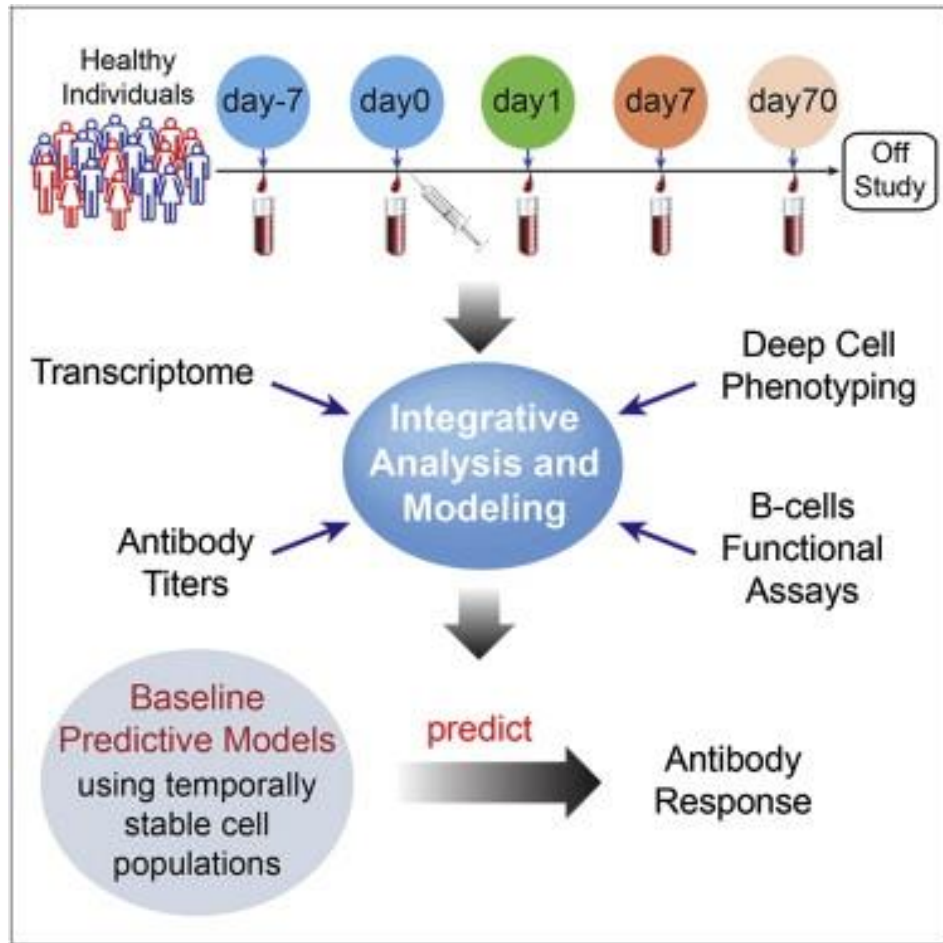 Healthy
Individuals
day-7
day0
day1
day7
day70
Off
Study
Transcriptome
Deep Cell
Phenotyping
Integrative
Analysis and
Modeling
Antibody
Titers
B-cells
Functional
Assays
Baseline
Predictive Models
using temporally
stable cell
populations
predict
Antibody
Response